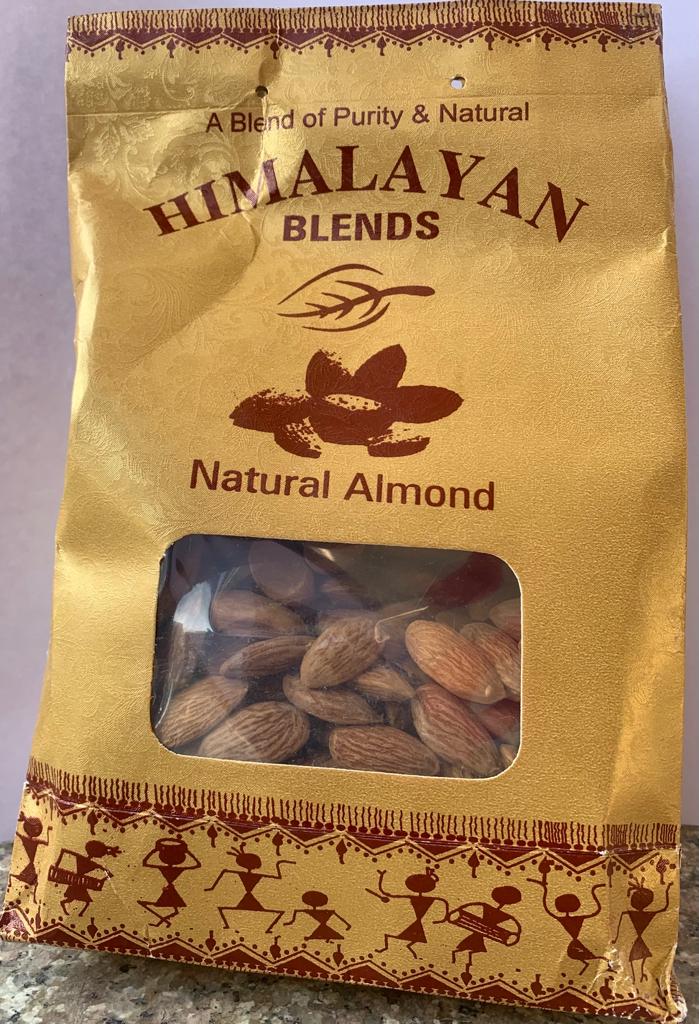 A Blend of Purity & Natural
HIMALAYAN
BLENDS
Natural Almond